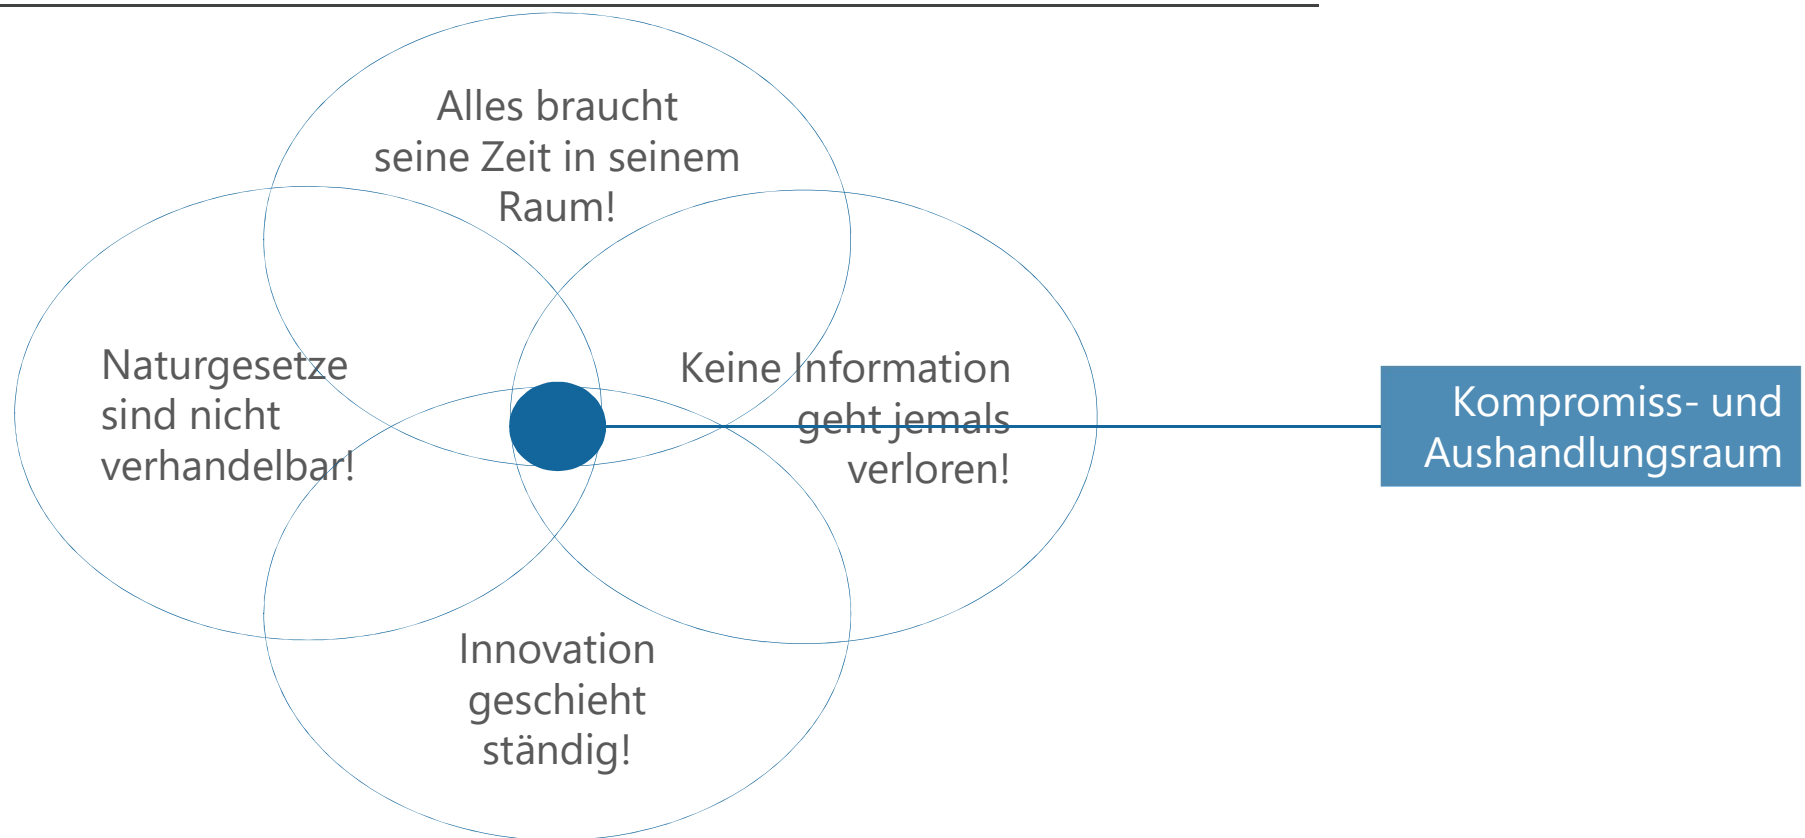 Alles braucht
seine Zeit in seinem
Raum!
Naturgesetze
sind nicht
verhandelbar!
Keine Information
geht jemals
verloren!
Kompromiss- und
Aushandlungsraum
Innovation
geschieht
ständig!